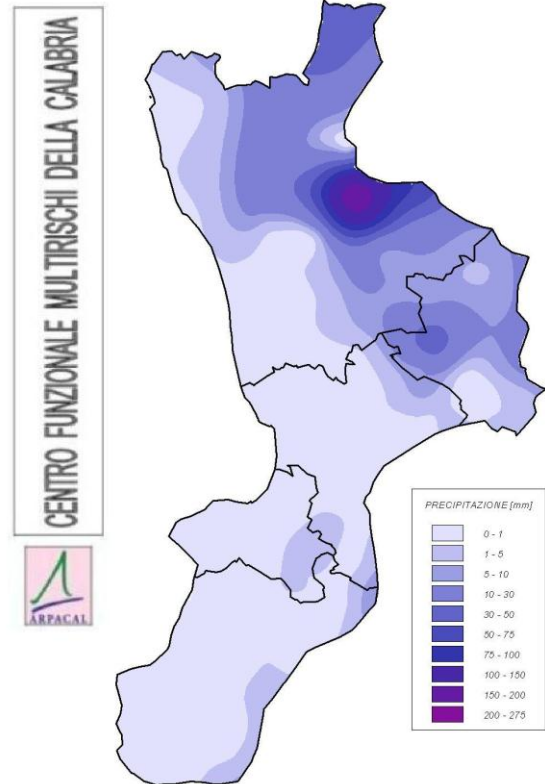 CENTRO FUNZIONALE MULTIRISCHI DELLA CALABRIA
ARPACAL
PRECIPITAZIONE [mm]
0 - 1
1 - 5
5 - 10
10 - 30
30 - 50
50 - 75
75 - 100
100 - 150
150 - 200
200 - 275